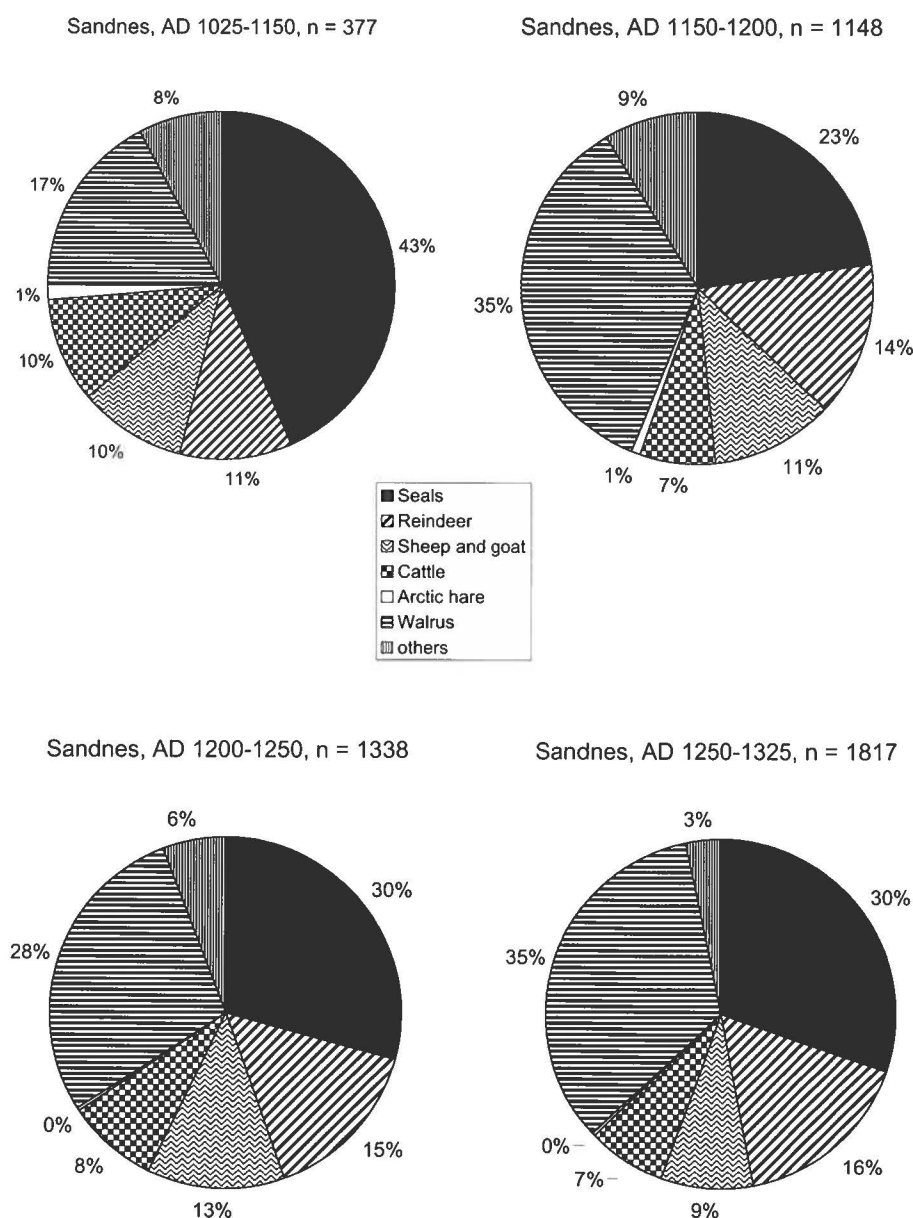 Sandnes, AD 1025-1150, n = 377
8%
17%
43%
1%
10%
10%
11%
Sandnes, AD 1150-1200, n = 1148
9%
23%
35%
14%
1%
7%
11%
Seals
Reindeer
Sheep and goat
Cattle
Arctic hare
Walrus
others
Sandnes, AD 1200-1250, n = 1338
6%
30%
28%
0%
8%
15%
13%
Sandnes, AD 1250-1325, n = 1817
3%
30%
35%
0%
7%
16%
9%